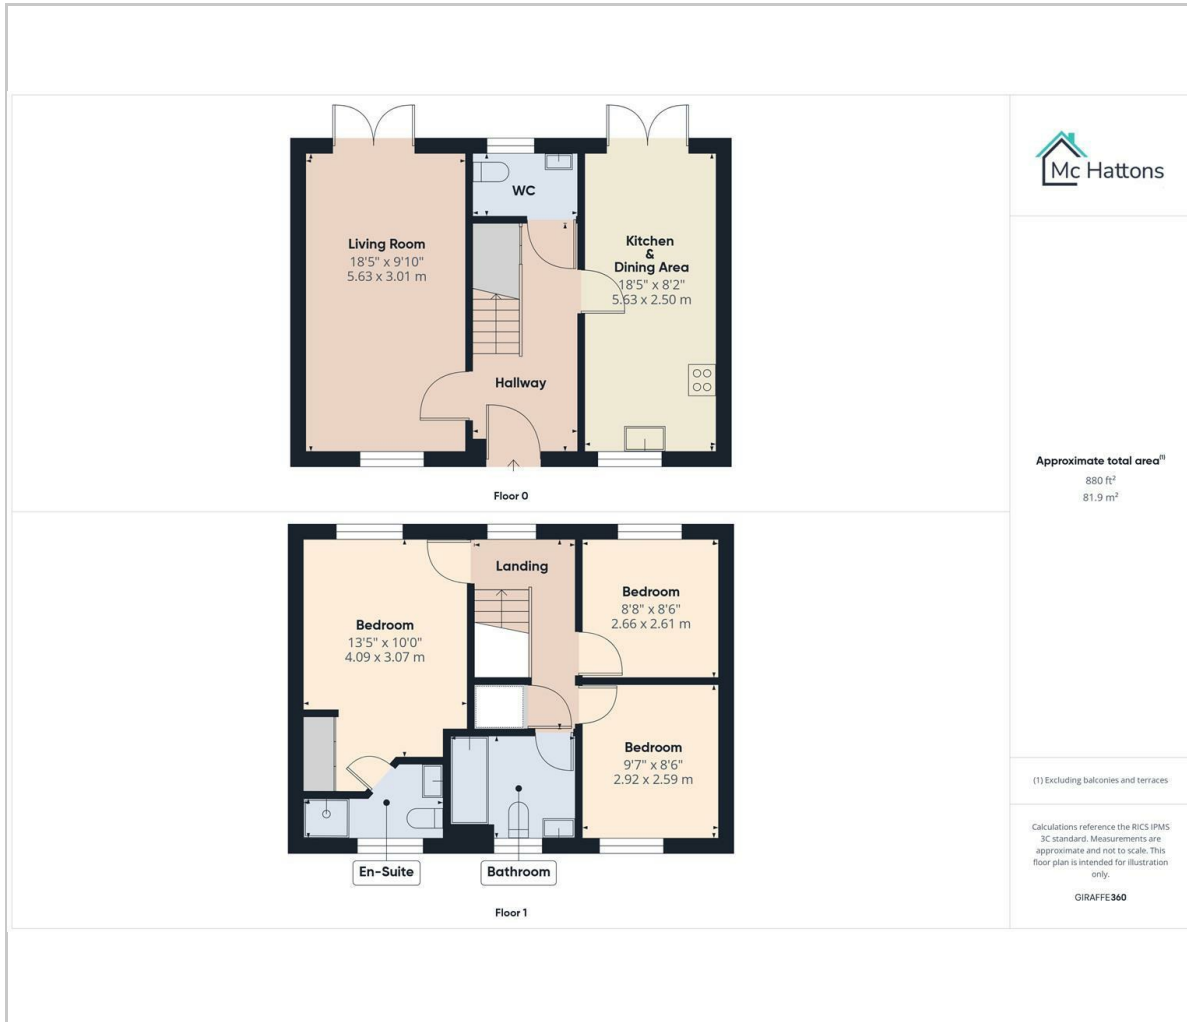 Mc Hattons
Living Room
18'5" x 9'10"
5.63 x 3.01 m
WC
Kitchen
&
Dining Area
18'5" x 8'2"
5.63 x 2.50 m
Hallway
Floor 0
Approximate total area⁽¹⁾
880 ft²
81.9 m²
Landing
Bedroom
13'5" x 10'0"
4.09 x 3.07 m
Bedroom
8'8" x 8'6"
2.66 x 2.61 m
Bedroom
9'7" x 8'6"
2.92 x 2.59 m
En-Suite
Bathroom
Floor 1
(1) Excluding balconies and terraces
Calculations reference the RICS IPMS
3C standard. Measurements are
approximate and not to scale. This
floor plan is intended for illustration
only.
GIRAFFE360